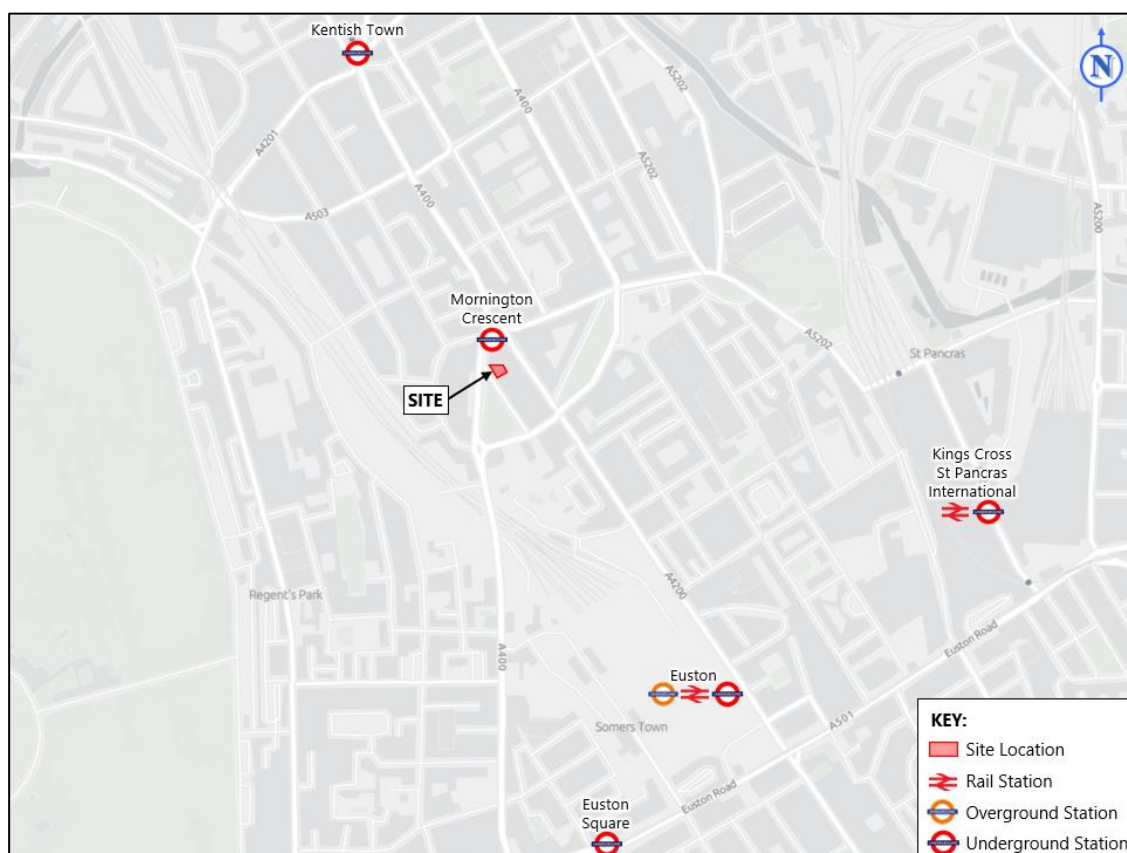 Kentish Town
N
A5202
A400
A5202
A5200
A4201
A400
A503
Mornington
Crescent
SITE
A5202
St Pancras
Kings Cross
St Pancras
International
Regent's Park
A4200
Euston Road
A400
Euston
Somers Town
A501
Euston Road
Euston
Square
KEY:
Site Location
Rail Station
Overground Station
Underground Station